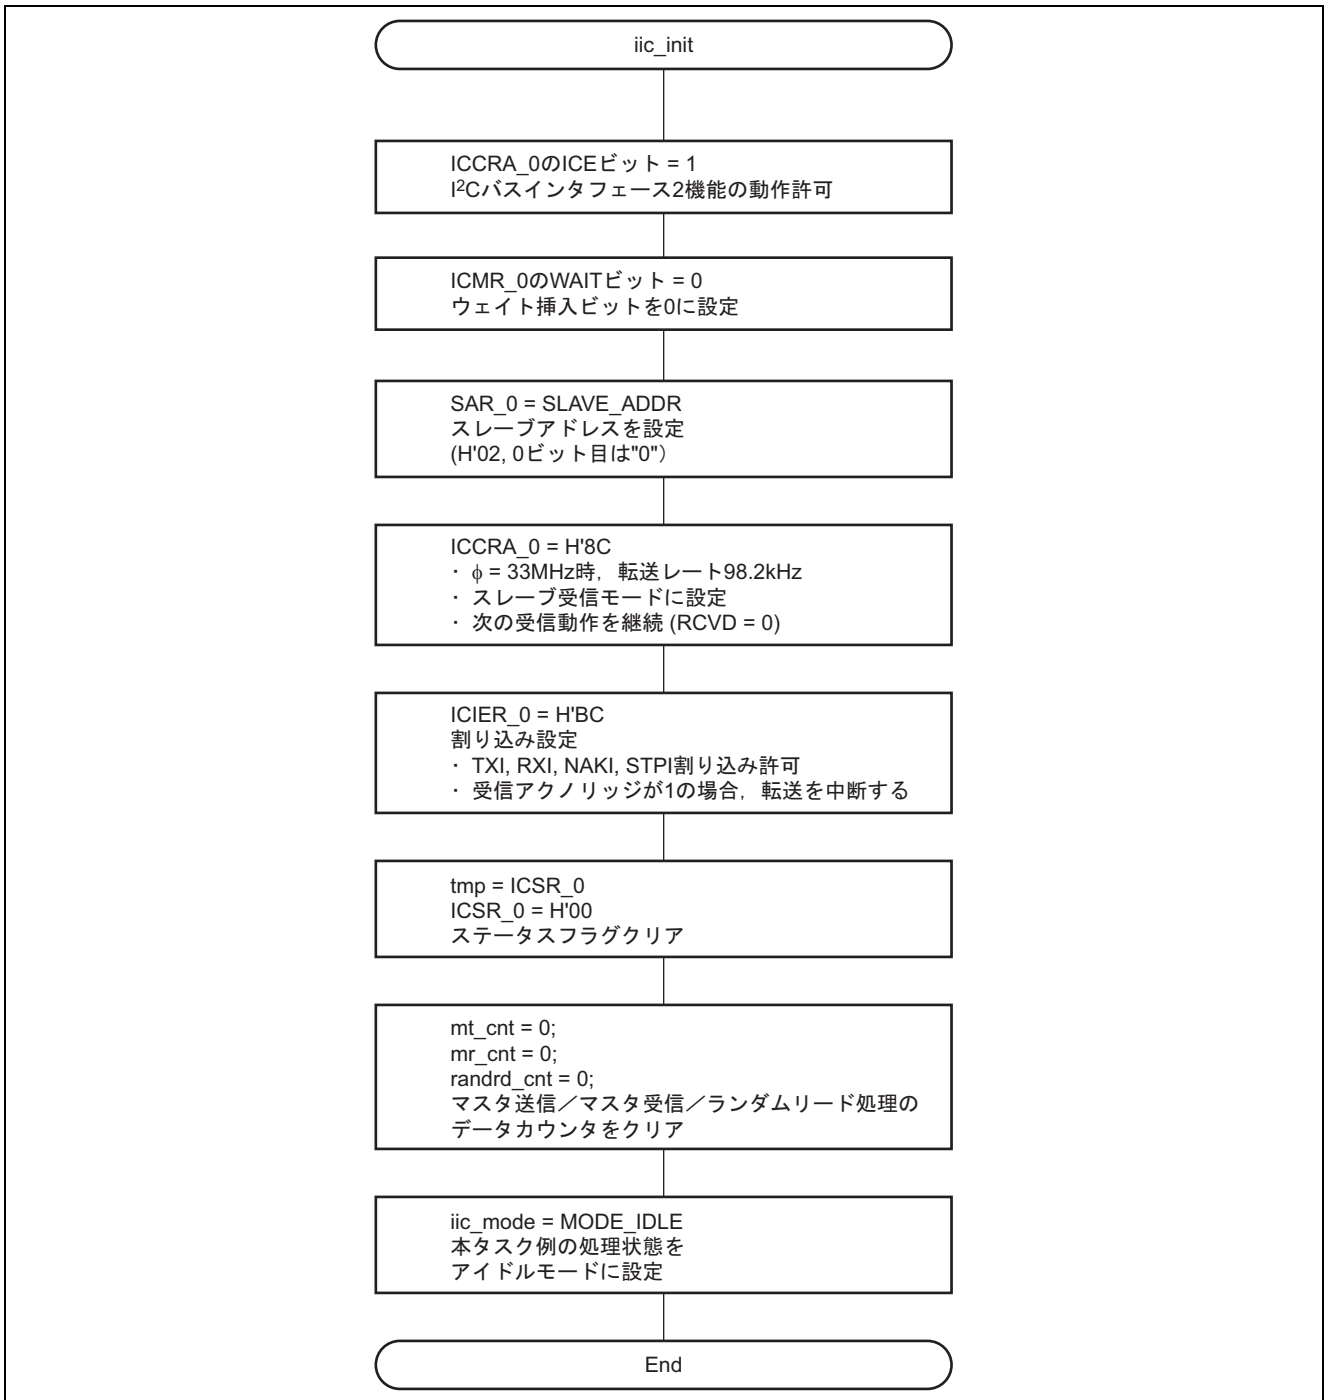 iic_init
ICCRA_0のICEビット = 1
I²Cバスインタフェース2機能の動作許可
ICMR_0のWAITビット = 0
ウェイト挿入ビットを0に設定
SAR_0 = SLAVE_ADDR
スレーブアドレスを設定
(H'02, 0ビット目は"0")
ICCRA_0 = H'8C
・ φ = 33MHz時，転送レート98.2kHz
・ スレーブ受信モードに設定
・ 次の受信動作を継続 (RCVD = 0)
ICIER_0 = H'BC
割り込み設定
・ TXI, RXI, NAKI, STPI割り込み許可
・ 受信アクノリッジが1の場合，転送を中断する
tmp = ICSR_0
ICSR_0 = H'00
ステータスフラグクリア
mt_cnt = 0;
mr_cnt = 0;
randrd_cnt = 0;
マスタ送信／マスタ受信／ランダムリード処理の
データカウンタをクリア
iic_mode = MODE_IDLE
本タスク例の処理状態を
アイドルモードに設定
End